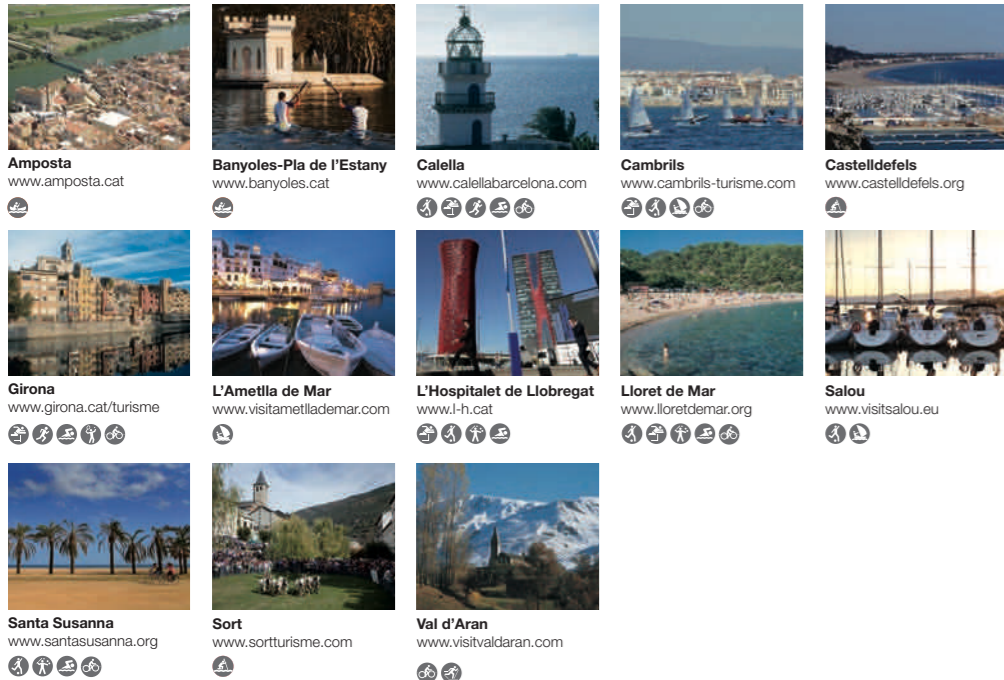 Amposta
www.amposta.cat
Banyoles-Pla de l'Estany
www.banyoles.cat
Calella
www.calellabarcelona.com
Cambrils
www.cambrils-turisme.com
Castelldefels
www.castelldefels.org
Girona
www.girona.cat/turisme
L'Ametlla de Mar
www.visitametllademar.com
L'Hospitalet de Llobregat
www.l-h.cat
Lloret de Mar
www.lloretdemar.org
Salou
www.visitsalou.eu
Santa Susanna
www.santasusanna.org
Sort
www.sortturisme.com
Val d'Aran
www.visitvaldaran.com